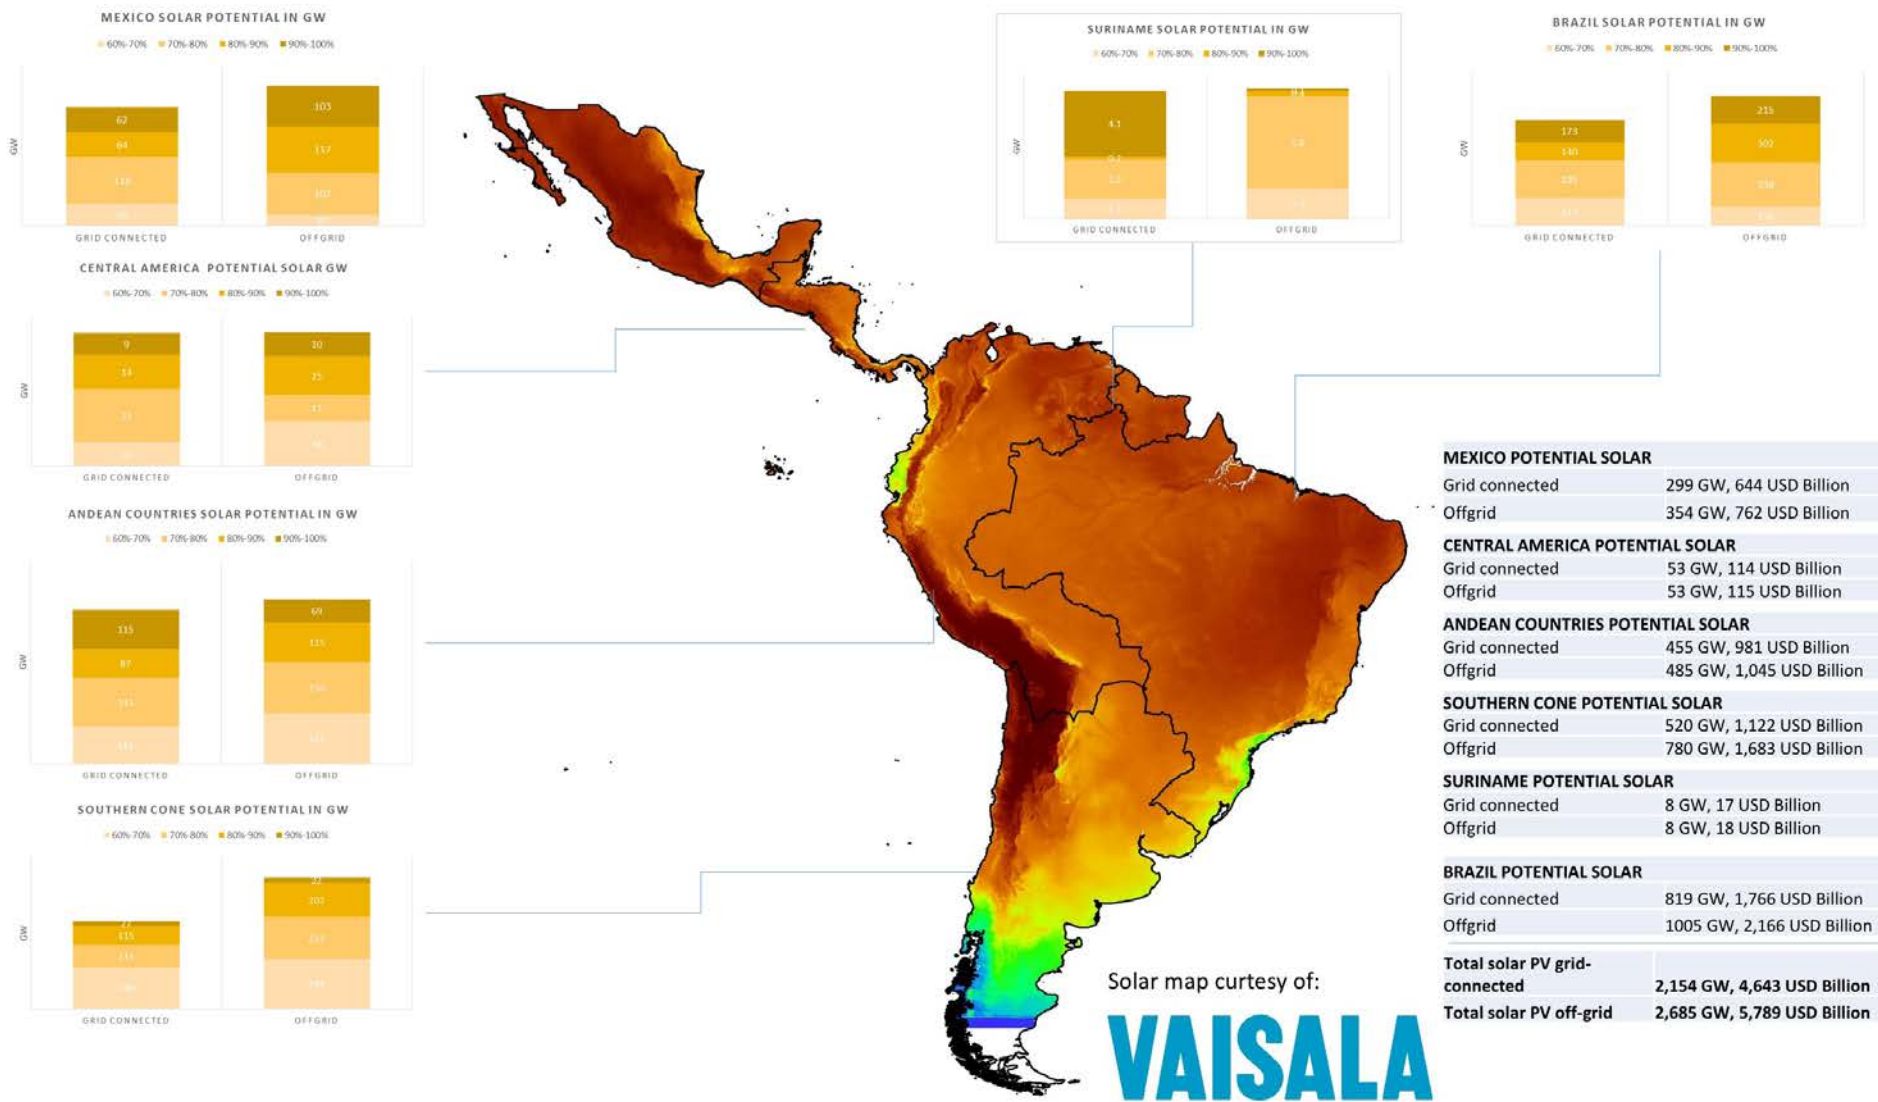 MEXICO SOLAR POTENTIAL IN GW
60%-70% 70%-80% 80%-90% 90%-100%
GW
62
64
118
103
117
107
GRID CONNECTED OFFGRID
CENTRAL AMERICA POTENTIAL SOLAR GW
60%-70% 70%-80% 80%-90% 90%-100%
GW
9
14
10
GRID CONNECTED OFFGRID
ANDEAN COUNTRIES SOLAR POTENTIAL IN GW
60%-70% 70%-80% 80%-90% 90%-100%
GW
115
87
69
115
GRID CONNECTED OFFGRID
SOUTHERN CONE SOLAR POTENTIAL IN GW
60%-70% 70%-80% 80%-90% 90%-100%
GW
115
GRID CONNECTED OFFGRID
SURINAME SOLAR POTENTIAL IN GW
60%-70% 70%-80% 80%-90% 90%-100%
GW
GRID CONNECTED OFFGRID
BRAZIL SOLAR POTENTIAL IN GW
60%-70% 70%-80% 80%-90% 90%-100%
GW
173
140
215
302
GRID CONNECTED OFFGRID
MEXICO POTENTIAL SOLAR
Grid connected 299 GW, 644 USD Billion
Offgrid 354 GW, 762 USD Billion
CENTRAL AMERICA POTENTIAL SOLAR
Grid connected 53 GW, 114 USD Billion
Offgrid 53 GW, 115 USD Billion
ANDEAN COUNTRIES POTENTIAL SOLAR
Grid connected 455 GW, 981 USD Billion
Offgrid 485 GW, 1,045 USD Billion
SOUTHERN CONE POTENTIAL SOLAR
Grid connected 520 GW, 1,122 USD Billion
Offgrid 780 GW, 1,683 USD Billion
SURINAME POTENTIAL SOLAR
Grid connected 8 GW, 17 USD Billion
Offgrid 8 GW, 18 USD Billion
BRAZIL POTENTIAL SOLAR
Grid connected 819 GW, 1,766 USD Billion
Offgrid 1005 GW, 2,166 USD Billion
Total solar PV grid-
connected 2,154 GW, 4,643 USD Billion
Total solar PV off-grid 2,685 GW, 5,789 USD Billion
Solar map curtesy of:
VAISALA